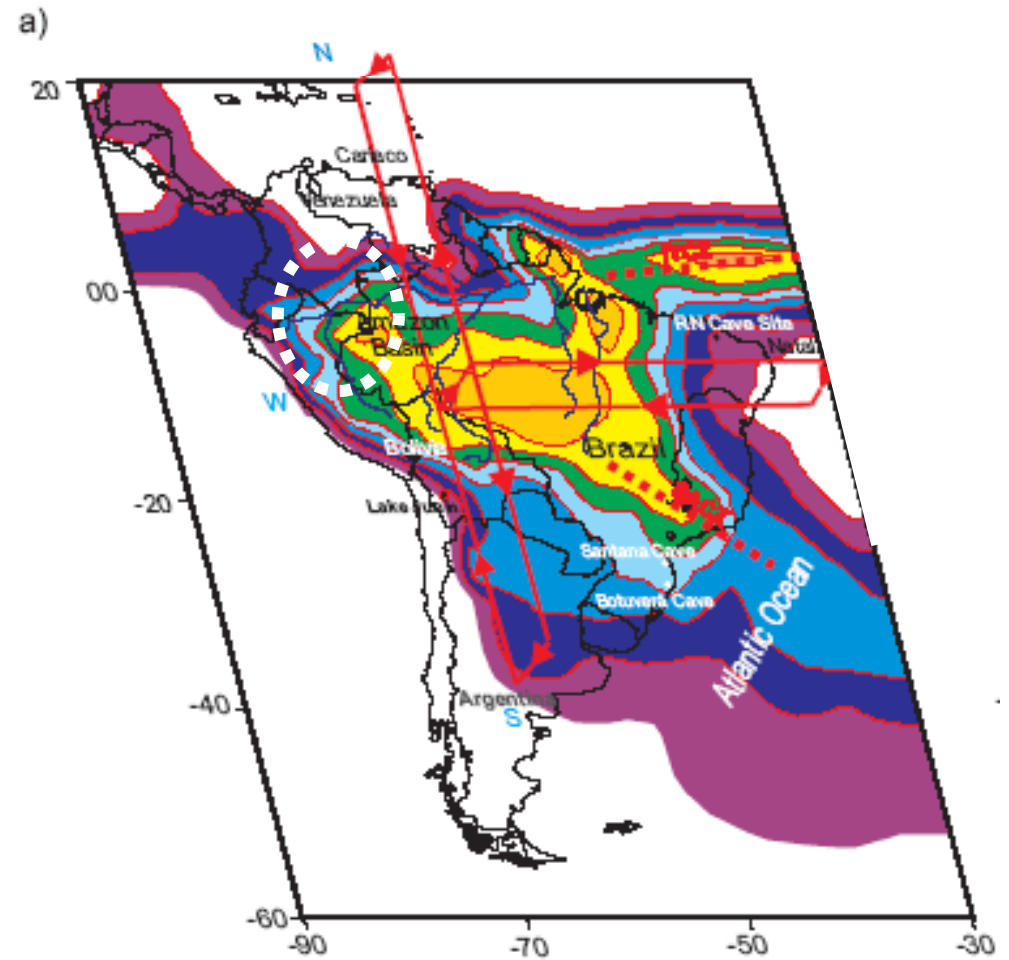 a)
N
20
Cariaco
Venezuela
00
RN Cave Site
Natal
Amazon
Basin
W
Brazil
Bolivia
-20
Santana Cave
Botuverá Cave
Atlantic Ocean
-40
Argentina
S
-60
-90
-70
-50
-30